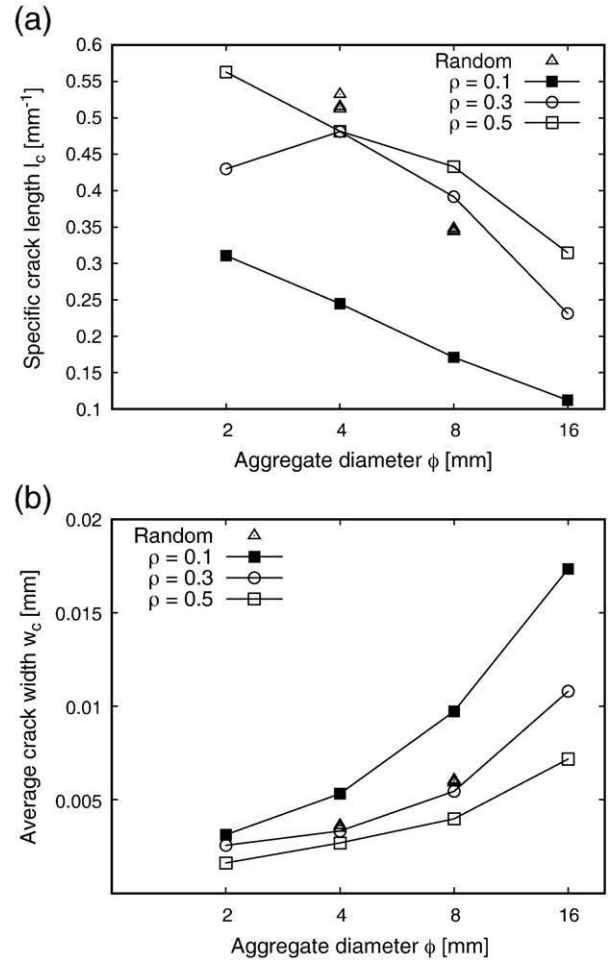 (a)
0.6
0.55
0.5
0.45
0.4
0.35
0.3
0.25
0.2
0.15
0.1
Specific crack length l_c [mm⁻¹]
Random
ρ = 0.1
ρ = 0.3
ρ = 0.5
2 4 8 16
Aggregate diameter ϕ [mm]
(b)
0.02
0.015
0.01
0.005
Average crack width w_c [mm]
Random
ρ = 0.1
ρ = 0.3
ρ = 0.5
2 4 8 16
Aggregate diameter ϕ [mm]